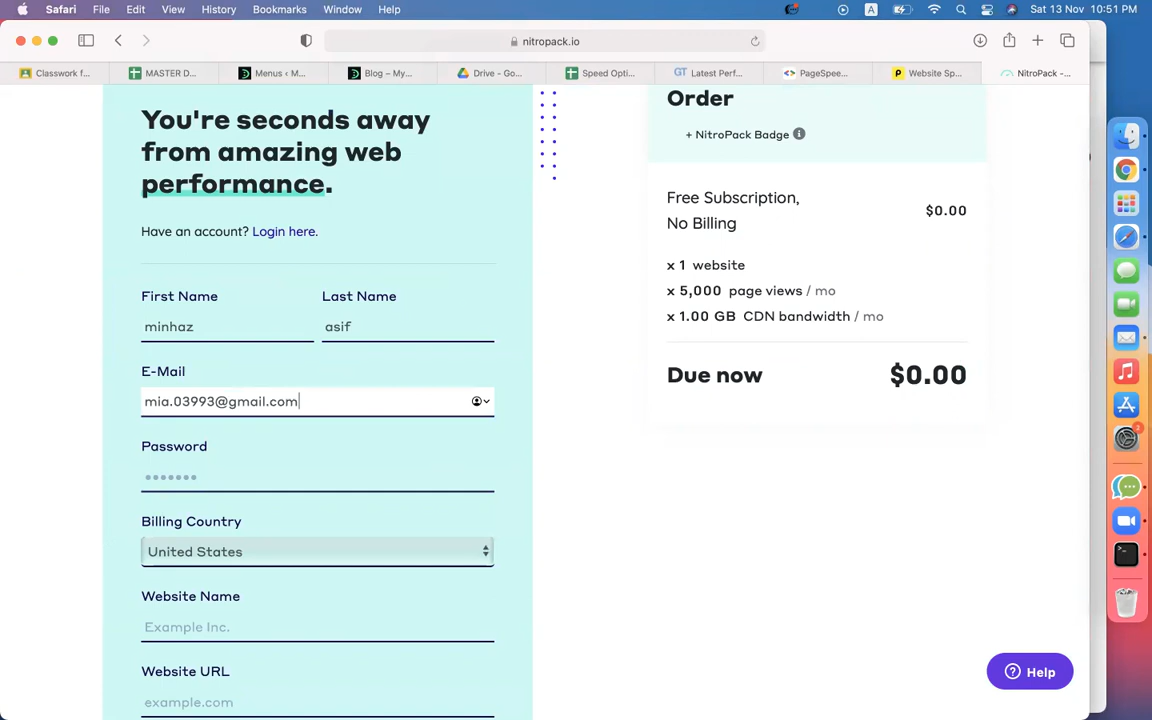 Safari File Edit View History Bookmarks Window Help
A
Sat 13 Nov 10:51 PM
nitropack.io
Classwork f...
MASTER D...
Menus ‹ M...
Blog – My...
Drive - Go...
Speed Opti...
GT Latest Perf...
PageSpee...
Website Sp...
NitroPack -...
You're seconds away
from amazing web
performance.
Have an account? Login here.
First Name Last Name
minhaz asif
E-Mail
mia.03993@gmail.com
Password
•••••••
Billing Country
United States
Website Name
Example Inc.
Website URL
example.com
Order
+ NitroPack Badge
Free Subscription,
No Billing
$0.00
x 1 website
x 5,000 page views / mo
x 1.00 GB CDN bandwidth / mo
Due now $0.00
Help
2